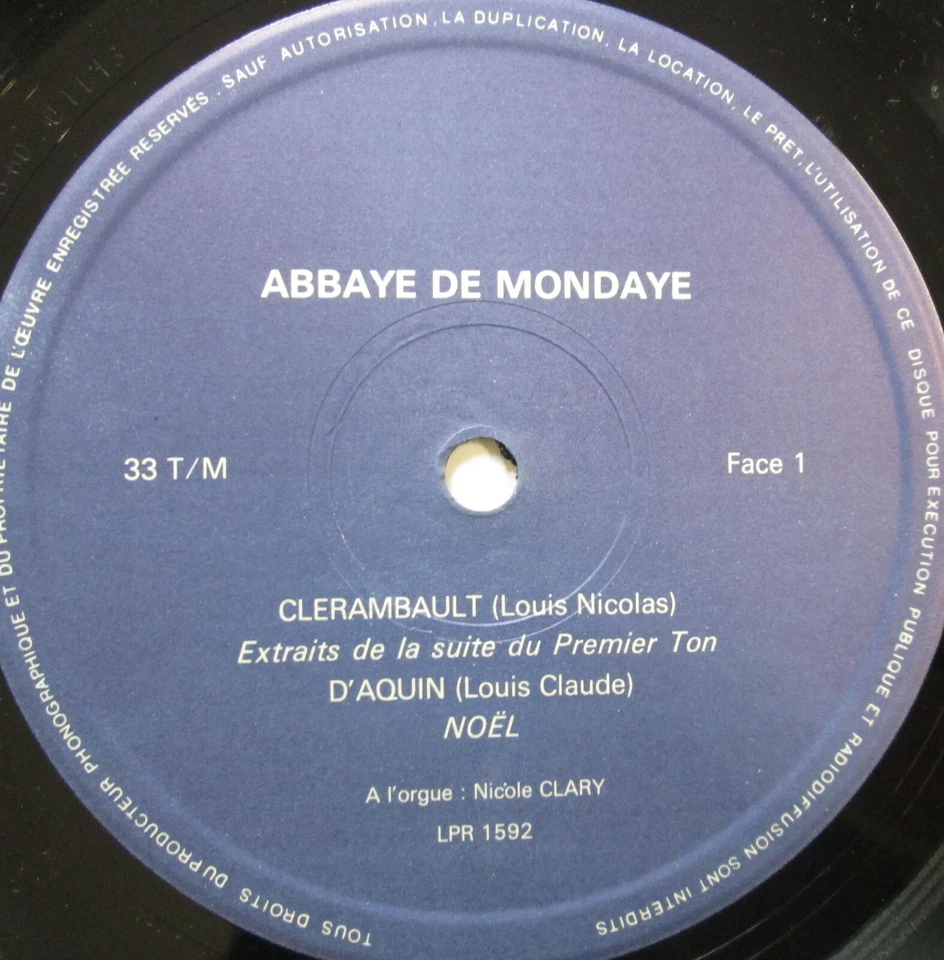 TOUS DROITS DU PRODUCTEUR PHONOGRAPHIQUE ET DU PROPRIETAIRE DE L'ŒUVRE ENREGISTRÉE RESERVÉS . SAUF AUTORISATION, LA DUPLICATION, LA LOCATION, LE PRET, L'UTILISATION DE CE DISQUE POUR EXECUTION PUBLIQUE ET RADIODIFFUSION SONT INTERDITS
ABBAYE DE MONDAYE
33 T/M
Face 1
CLERAMBAULT (Louis Nicolas)
Extraits de la suite du Premier Ton
D'AQUIN (Louis Claude)
NOËL
A l'orgue : Nicole CLARY
LPR 1592